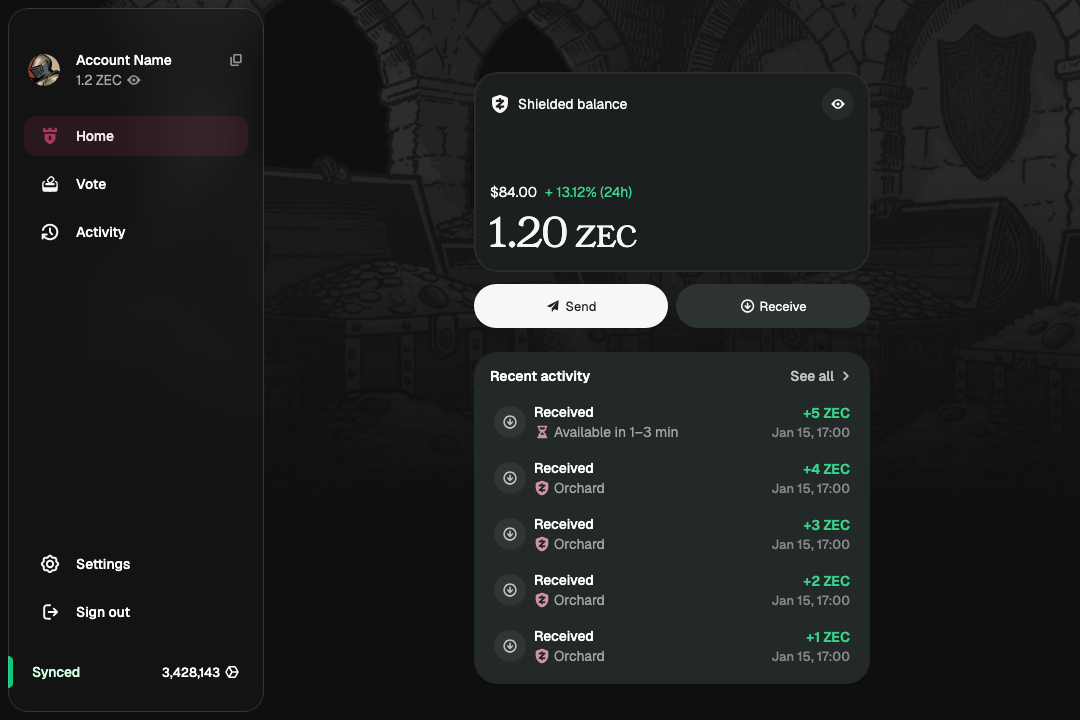 Account Name
1.2 ZEC
Home
Vote
Activity
Settings
Sign out
Synced
3,428,143
Shielded balance
$84.00 + 13.12% (24h)
1.20 ZEC
Send
Receive
Recent activity
See all
Received +5 ZEC
Available in 1–3 min Jan 15, 17:00
Received +4 ZEC
Orchard Jan 15, 17:00
Received +3 ZEC
Orchard Jan 15, 17:00
Received +2 ZEC
Orchard Jan 15, 17:00
Received +1 ZEC
Orchard Jan 15, 17:00